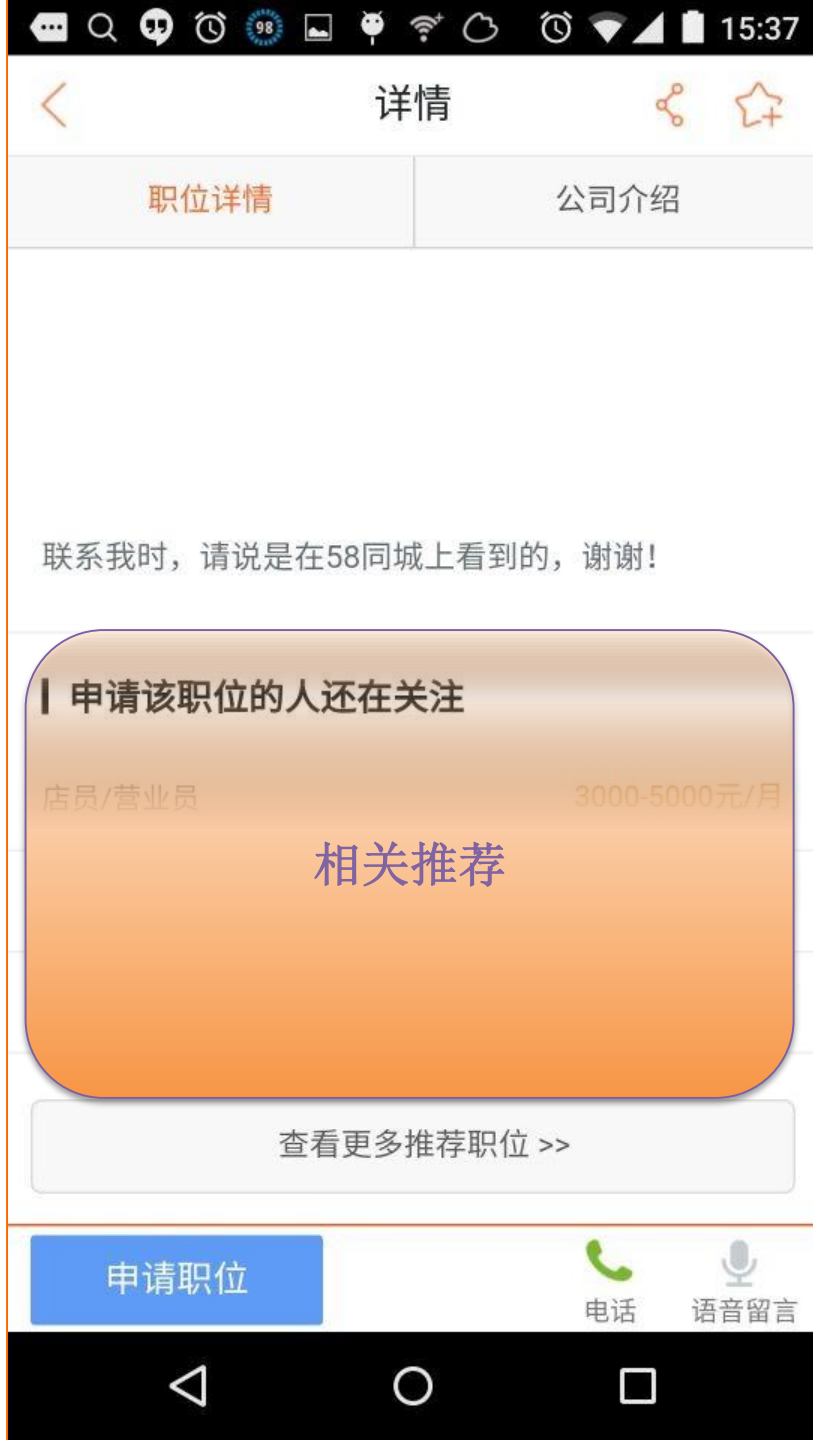 98
15:37
详情
职位详情
公司介绍
联系我时，请说是在58同城上看到的，谢谢！
申请该职位的人还在关注
店员/营业员
3000-5000元/月
相关推荐
查看更多推荐职位 >>
申请职位
电话
语音留言